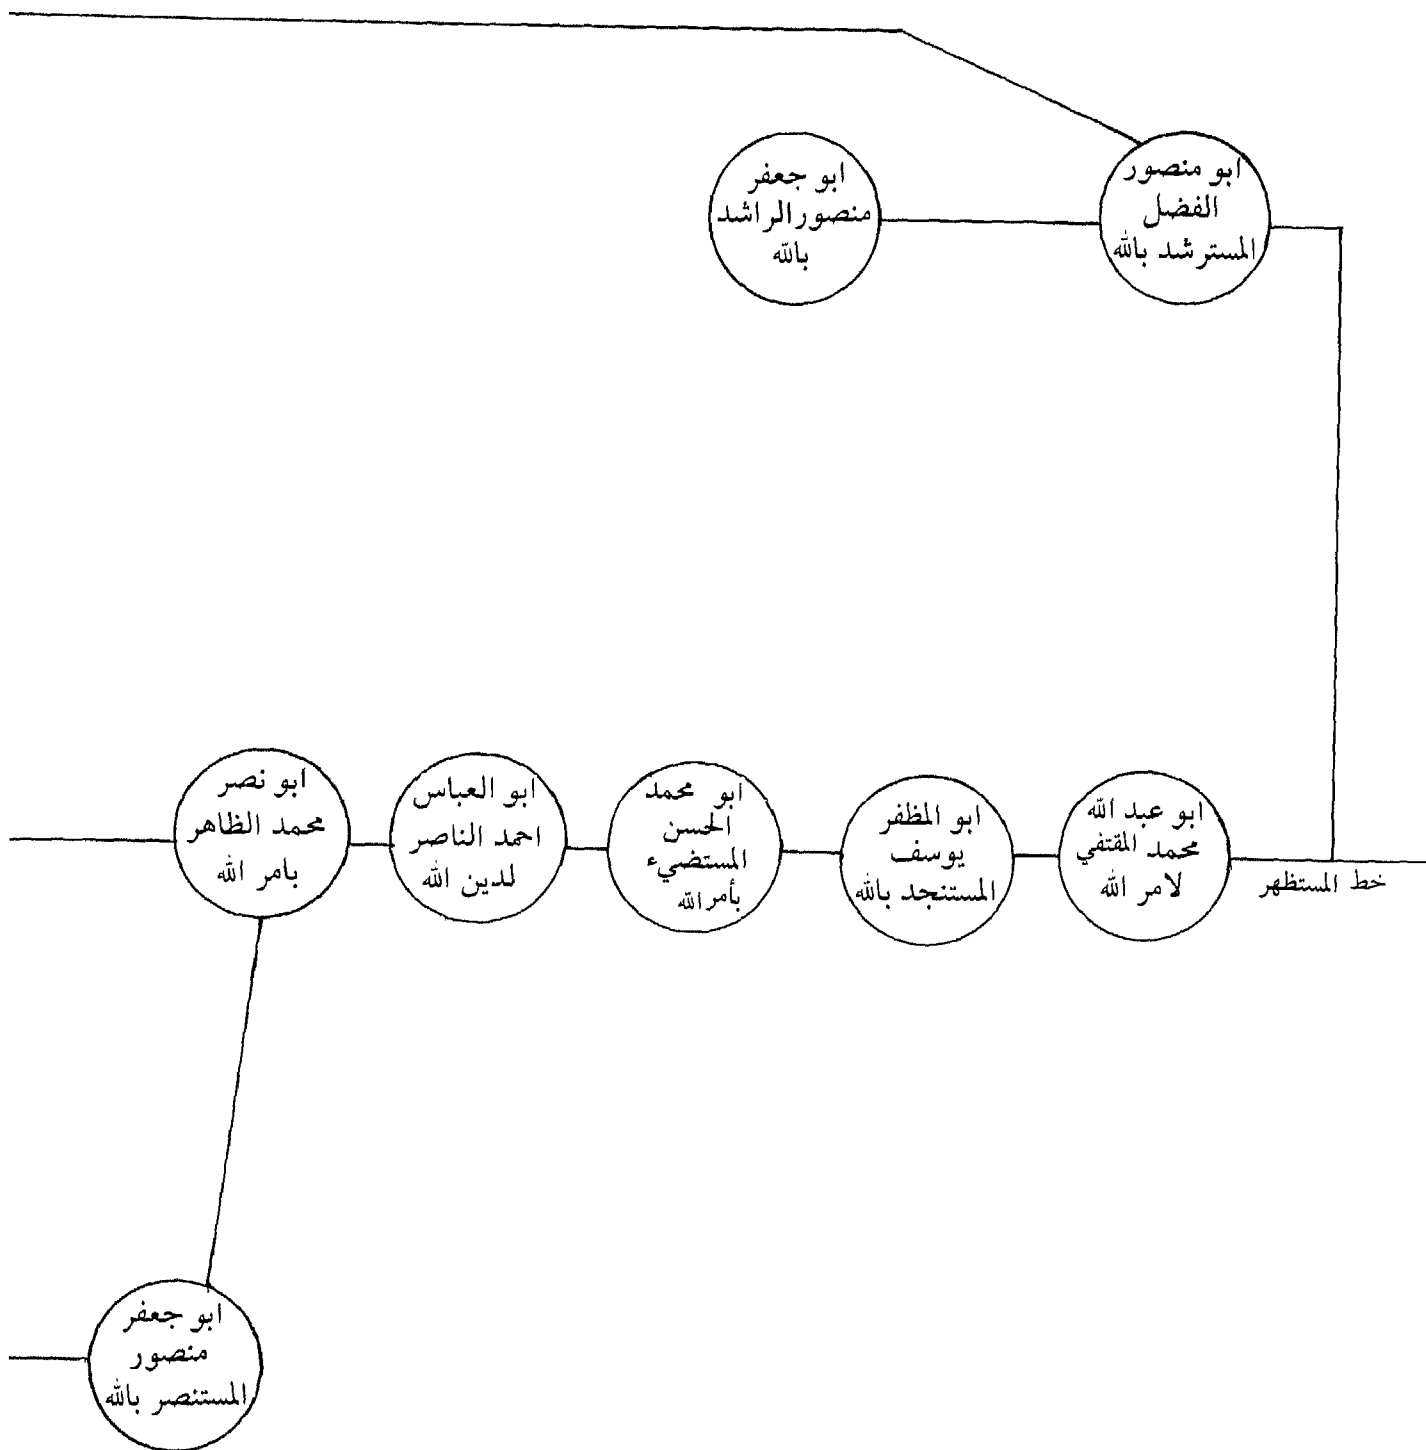 ابو منصور
الفضل
المسترشد بالله
ابو جعفر
منصور الراشد
بالله
خط المستظهر
ابو عبد الله
محمد المقتفي
لامر الله
ابو المظفر
يوسف
المستنجد بالله
ابو محمد
الحسن
المستضيء
بأمر الله
ابو العباس
احمد الناصر
لدين الله
ابو نصر
محمد الظاهر
بامر الله
ابو جعفر
منصور
المستنصر بالله